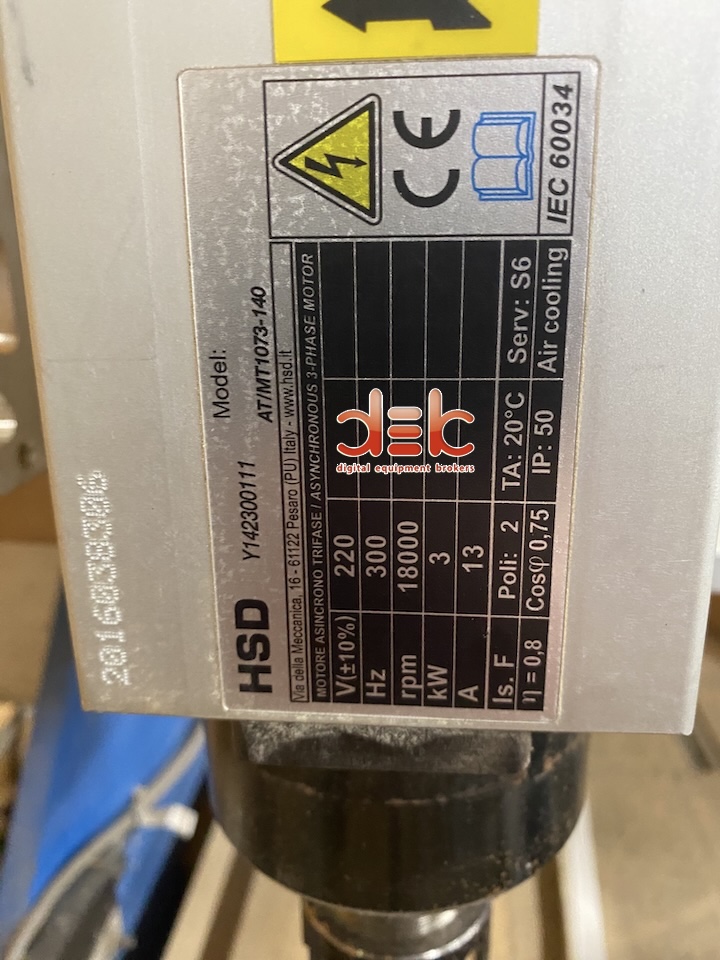 HSD
Model:
Y142300111 AT/MT1073-140
Via della Meccanica, 16 - 61122 Pesaro (PU) Italy - www.hsd.it
MOTORE ASINCRONO TRIFASE / ASYNCHRONOUS 3-PHASE MOTOR
V(±10%) 220
Hz 300
rpm 18000
kW 3
A 13
Is. F Poli: 2 TA: 20°C Serv: S6
η = 0,8 Cosφ 0,75 IP: 50 Air cooling
CE
IEC 60034
deb
digital equipment brokers